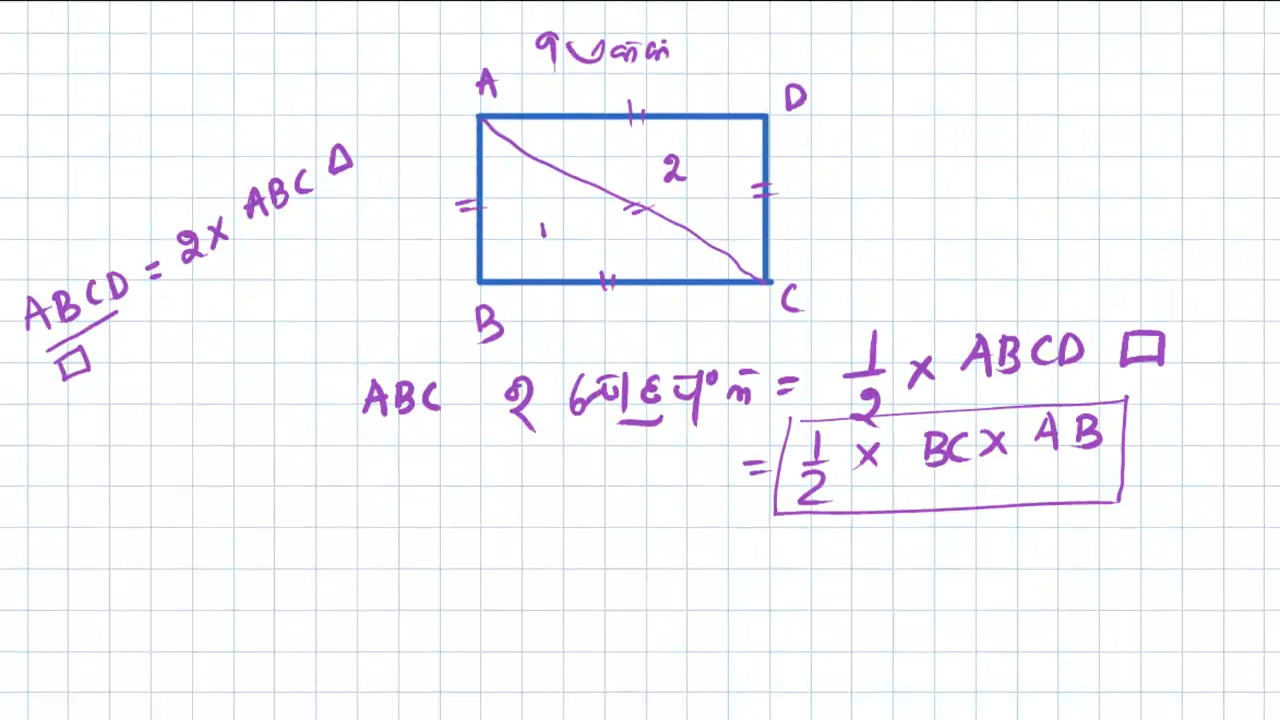 A
D
2
1
B
C
ABCD □ = 2 × ABC △
ABC = 1/2 × ABCD □
= 1/2 × BC × AB